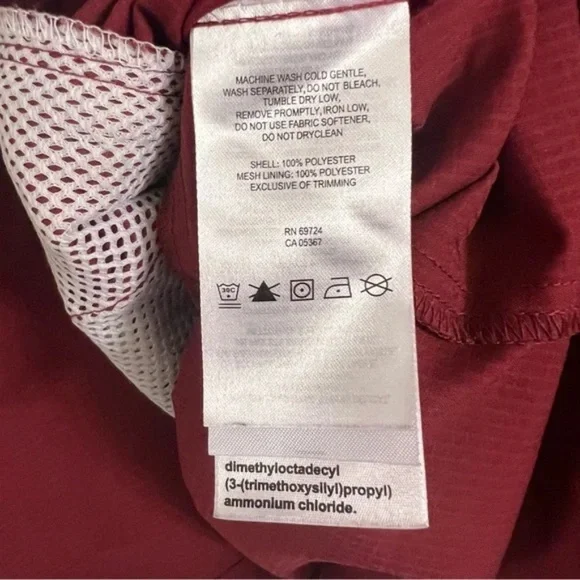 MACHINE WASH COLD GENTLE,
WASH SEPARATELY, DO NOT BLEACH,
TUMBLE DRY LOW,
REMOVE PROMPTLY, IRON LOW,
DO NOT USE FABRIC SOFTENER,
DO NOT DRYCLEAN
SHELL: 100% POLYESTER
MESH LINING: 100% POLYESTER
EXCLUSIVE OF TRIMMING
RN 69724
CA 05367
30C
dimethyloctadecyl
(3-(trimethoxysilyl)propyl)
ammonium chloride.